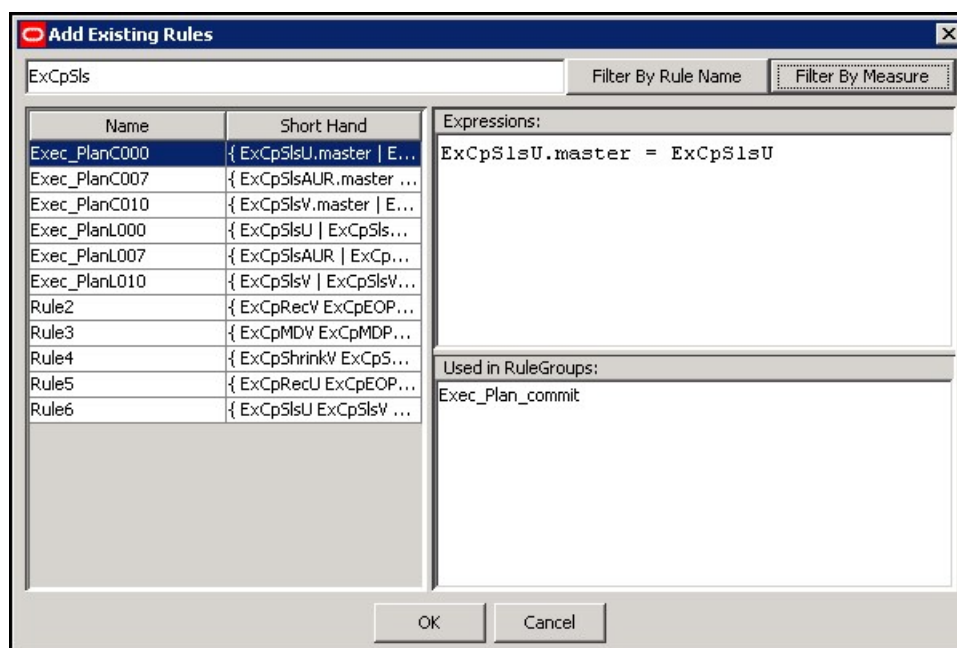 Add Existing Rules
ExCpSls Filter By Rule Name Filter By Measure
Name Short Hand
Exec_PlanC000 { ExCpSlsU.master | E...
Exec_PlanC007 { ExCpSlsAUR.master ...
Exec_PlanC010 { ExCpSlsV.master | E...
Exec_PlanL000 { ExCpSlsU | ExCpSls...
Exec_PlanL007 { ExCpSlsAUR | ExCp...
Exec_PlanL010 { ExCpSlsV | ExCpSlsV...
Rule2 { ExCpRecV ExCpEOP...
Rule3 { ExCpMDV ExCpMDP...
Rule4 { ExCpShrinkV ExCpS...
Rule5 { ExCpRecU ExCpEOP...
Rule6 { ExCpSlsU ExCpSlsV ...
Expressions:
ExCpSlsU.master = ExCpSlsU
Used in RuleGroups:
Exec_Plan_commit
OK Cancel